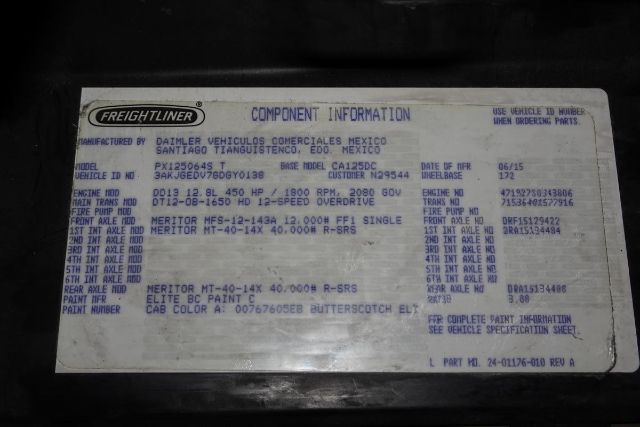 FREIGHTLINER®
COMPONENT INFORMATION
USE VEHICLE ID NUMBER
WHEN ORDERING PARTS.
MANUFACTURED BY DAIMLER VEHICULOS COMERCIALES MEXICO
SANTIAGO TIANGUISTENCO, EDO. MEXICO
MODEL PX125064S T BASE MODEL CA125DC DATE OF MFR 06/15
VEHICLE ID NO. 3AKJGEDV7GDGY0138 CUSTOMER N29544 WHEELBASE 172
ENGINE MOD DD13 12.8L 450 HP / 1800 RPM, 2080 GOV ENGINE NO
MAIN TRANS MOD DT12-08-1650 HD 12-SPEED OVERDRIVE TRANS NO
FIRE PUMP MOD FIRE PUMP NO
FRONT AXLE MOD MERITOR MFS-12-143A 12,000# FF1 SINGLE FRONT AXLE NO DRF15129422
1ST INT AXLE MOD MERITOR MT-40-14X 40,000# R-SRS 1ST INT AXLE NO DRA15134484
2ND INT AXLE MOD 2ND INT AXLE NO
3RD INT AXLE MOD 3RD INT AXLE NO
4TH INT AXLE MOD 4TH INT AXLE NO
5TH INT AXLE MOD 5TH INT AXLE NO
6TH INT AXLE MOD 6TH INT AXLE NO
REAR AXLE MOD MERITOR MT-40-14X 40,000# R-SRS REAR AXLE NO DRA15134488
PAINT MFR ELITE BC PAINT C RATIO
PAINT NUMBER CAB COLOR A: 00767605EB BUTTERSCOTCH ELT
FOR COMPLETE PAINT INFORMATION
SEE VEHICLE SPECIFICATION SHEET.
L PART NO. 24-01176-010 REV A